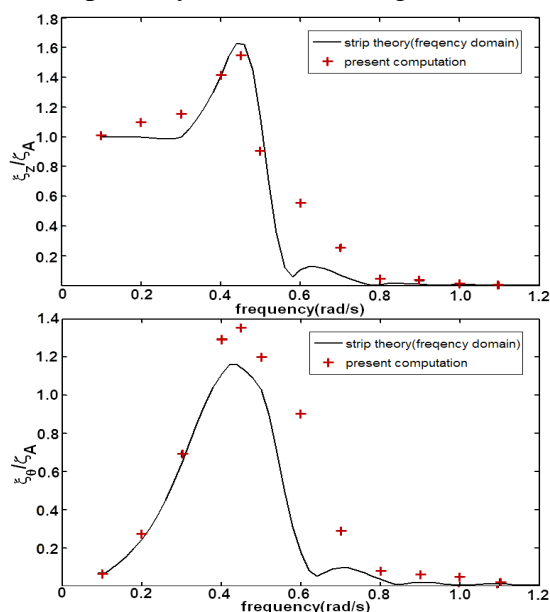 1.8
1.6
1.4
1.2
1.0
0.8
0.6
0.4
0.2
ξz/ζA
strip theory(freqency domain)
present computation
0 0.2 0.4 0.6 0.8 1.0 1.2
frequency(rad/s)
1.4
1.2
1.0
0.8
0.6
0.4
0.2
ξθ/ζA
strip theory(freqency domain)
present computation
0 0.2 0.4 0.6 0.8 1.0 1.2
frequency(rad/s)